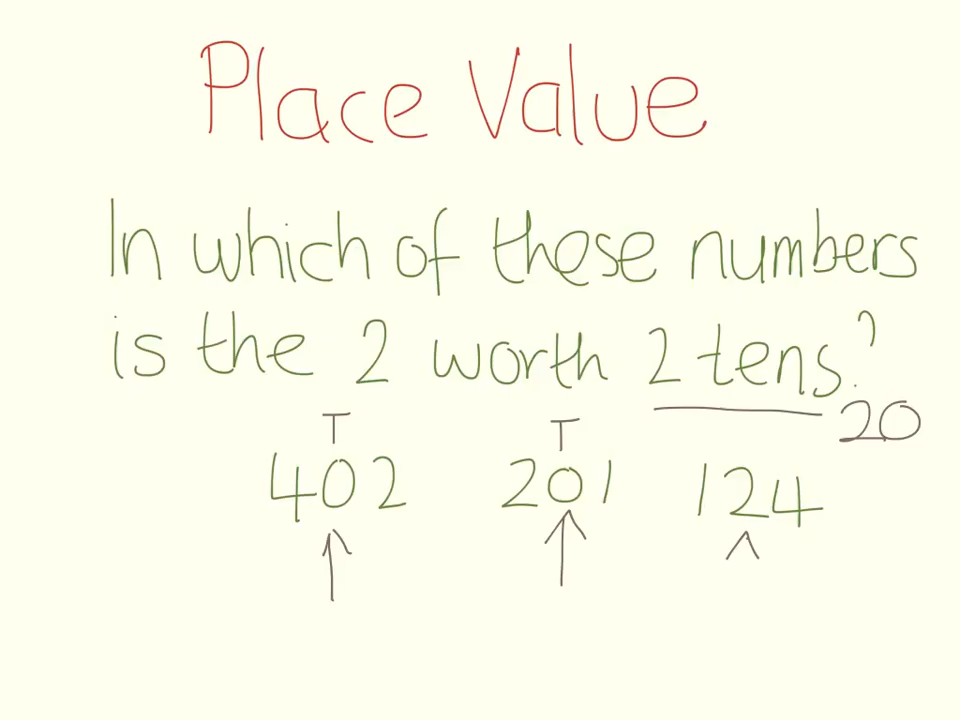 Place Value
In which of these numbers
is the 2 worth 2 tens?
20
T T
402 201 124